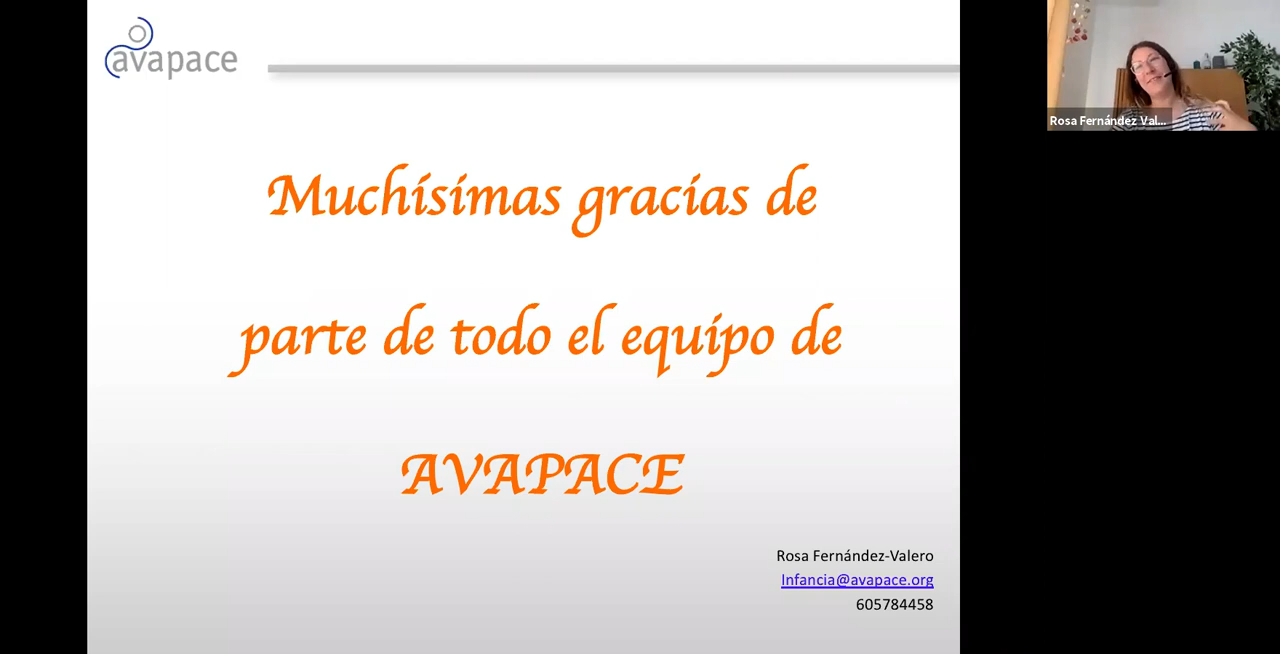 avapace
Muchísimas gracias de
parte de todo el equipo de
AVAPACE
Rosa Fernández-Valero
Infancia@avapace.org
605784458
Rosa Fernández Val...